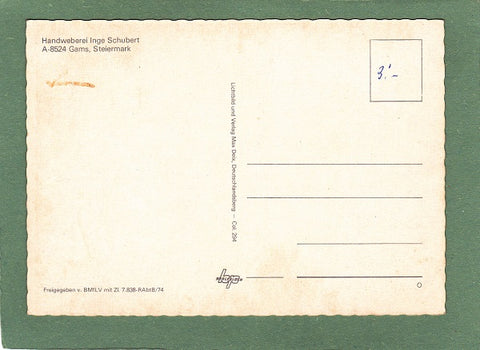 Handweberei Inge Schubert
A-8524 Gams, Steiermark
3.-
Lichtbild und Verlag Max Deix, Deutschlandsberg — Col. 294
Freigegeben v. BMfLV mit Zl. 7.838-RAbtB/74